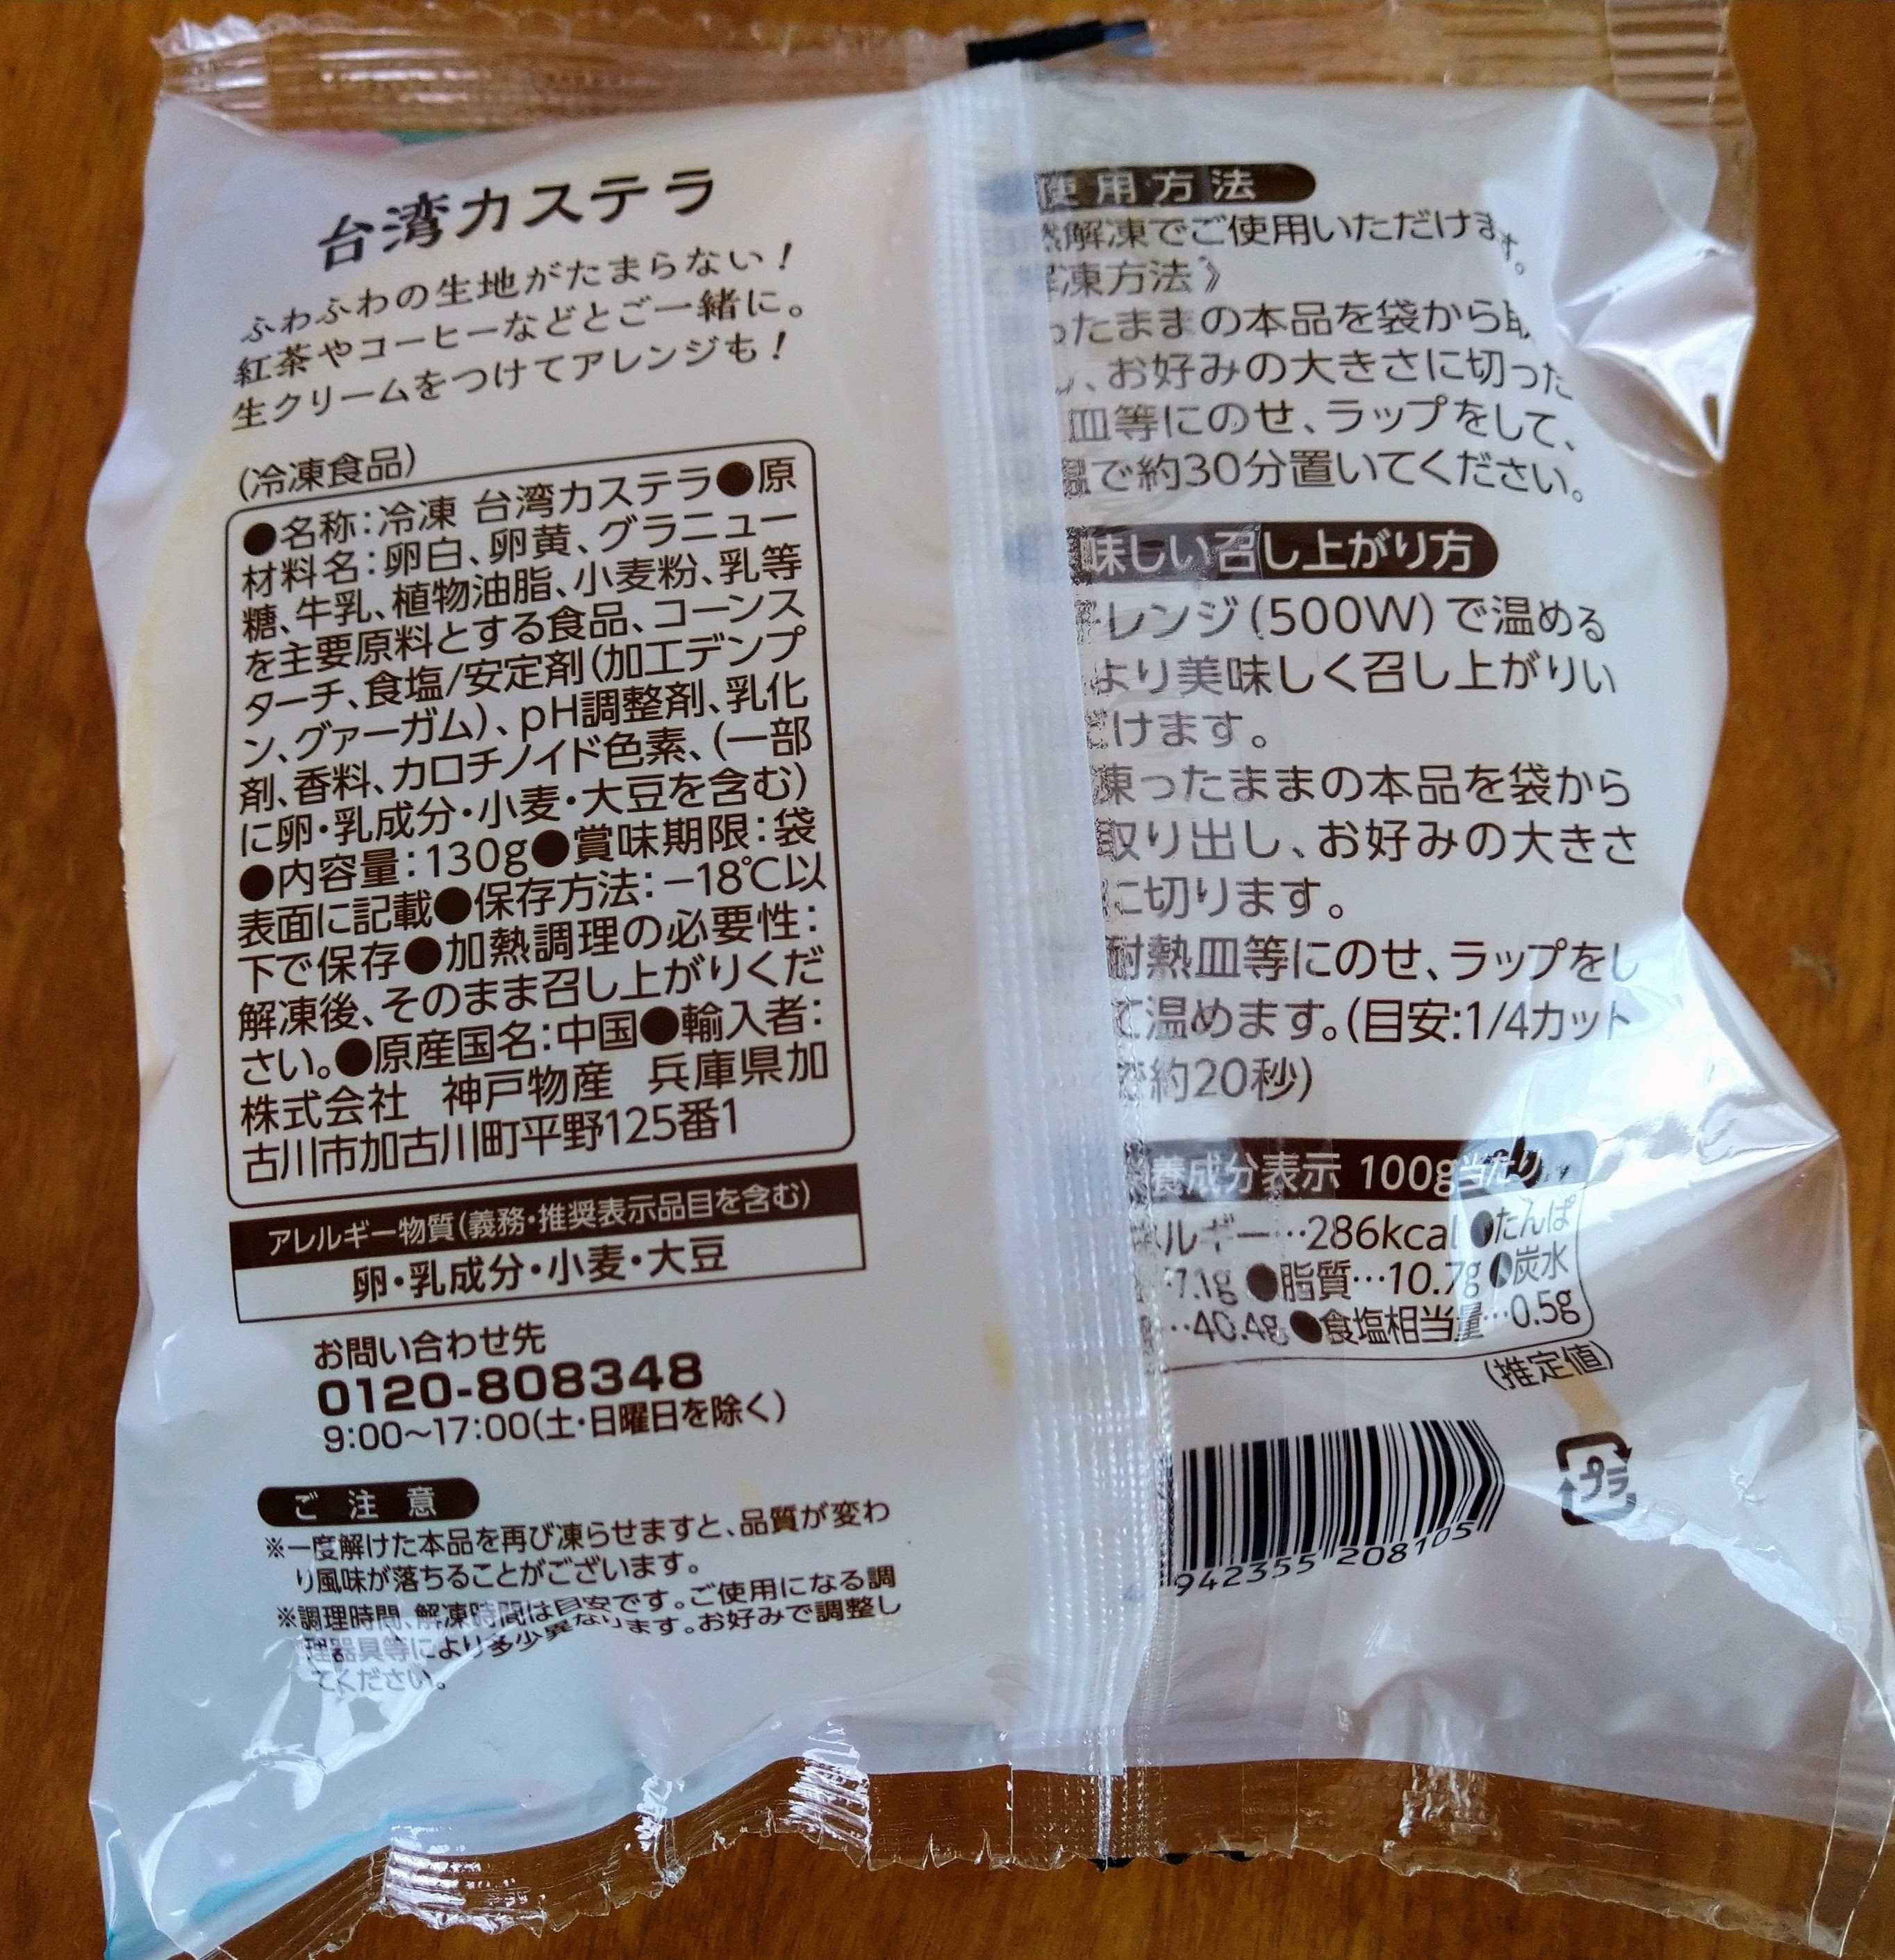 台湾カステラ
ふわふわの生地がたまらない！
紅茶やコーヒーなどとご一緒に。
生クリームをつけてアレンジも！
(冷凍食品)
●名称：冷凍 台湾カステラ●原
材料名：卵白、卵黄、グラニュー
糖、牛乳、植物油脂、小麦粉、乳等
を主要原料とする食品、コーンス
ターチ、食塩/安定剤(加工デンプ
ン、グァーガム)、pH調整剤、乳化
剤、香料、カロチノイド色素、(一部
に卵・乳成分・小麦・大豆を含む)
●内容量：130g●賞味期限：袋
表面に記載●保存方法：−18℃以
下で保存●加熱調理の必要性：
解凍後、そのまま召し上がりくだ
さい。●原産国名：中国●輸入者：
株式会社 神戸物産 兵庫県加
古川市加古川町平野125番1
アレルギー物質(義務・推奨表示品目を含む)
卵・乳成分・小麦・大豆
お問い合わせ先
0120-808348
9:00〜17:00(土・日曜日を除く)
ご注意
※一度解けた本品を再び凍らせますと、品質が変わ
り風味が落ちることがございます。
※調理時間、解凍時間は目安です。ご使用になる調
理器具等により多少異なります。お好みで調整し
てください。
使用方法
解凍でご使用いただけます。
凍方法》
ったままの本品を袋から取
、お好みの大きさに切った
皿等にのせ、ラップをして、
温で約30分置いてください。
味しい召し上がり方
レンジ(500W)で温める
より美味しく召し上がりい
けます。
凍ったままの本品を袋から
取り出し、お好みの大きさ
に切ります。
耐熱皿等にのせ、ラップをし
て温めます。(目安:1/4カット
で約20秒)
養成分表示 100g当たり
ルギー…286kcal ●たんぱ
…7.1g ●脂質…10.7g ●炭水
…40.4g ●食塩相当量…0.5g
(推定値)
942355 208105
プラ